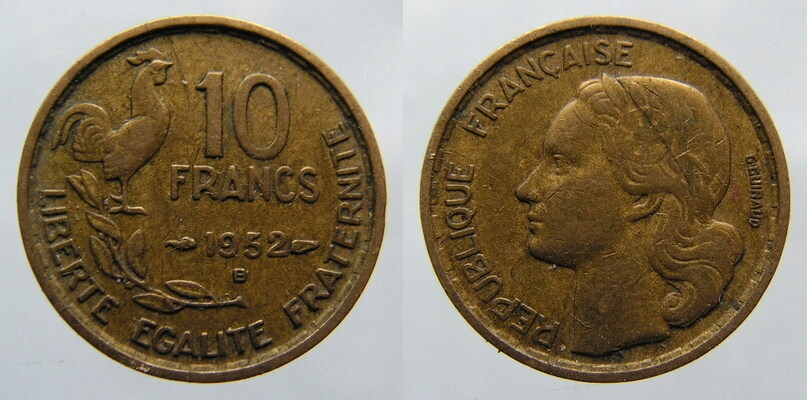 10
FRANCS
1952
B
LIBERTE EGALITE FRATERNITE
REPUBLIQUE FRANÇAISE
G.GUIRAUD